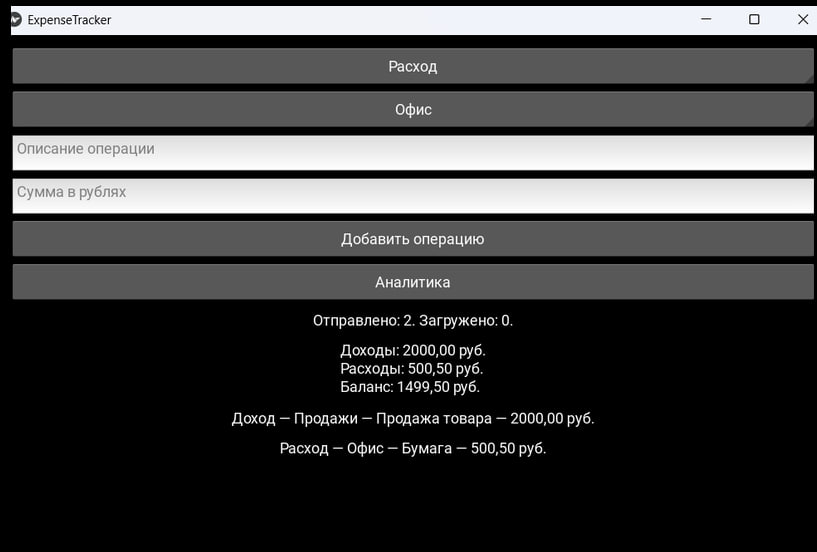 ExpenseTracker
Расход
Офис
Описание операции
Сумма в рублях
Добавить операцию
Аналитика
Отправлено: 2. Загружено: 0.
Доходы: 2000,00 руб.
Расходы: 500,50 руб.
Баланс: 1499,50 руб.
Доход — Продажи — Продажа товара — 2000,00 руб.
Расход — Офис — Бумага — 500,50 руб.